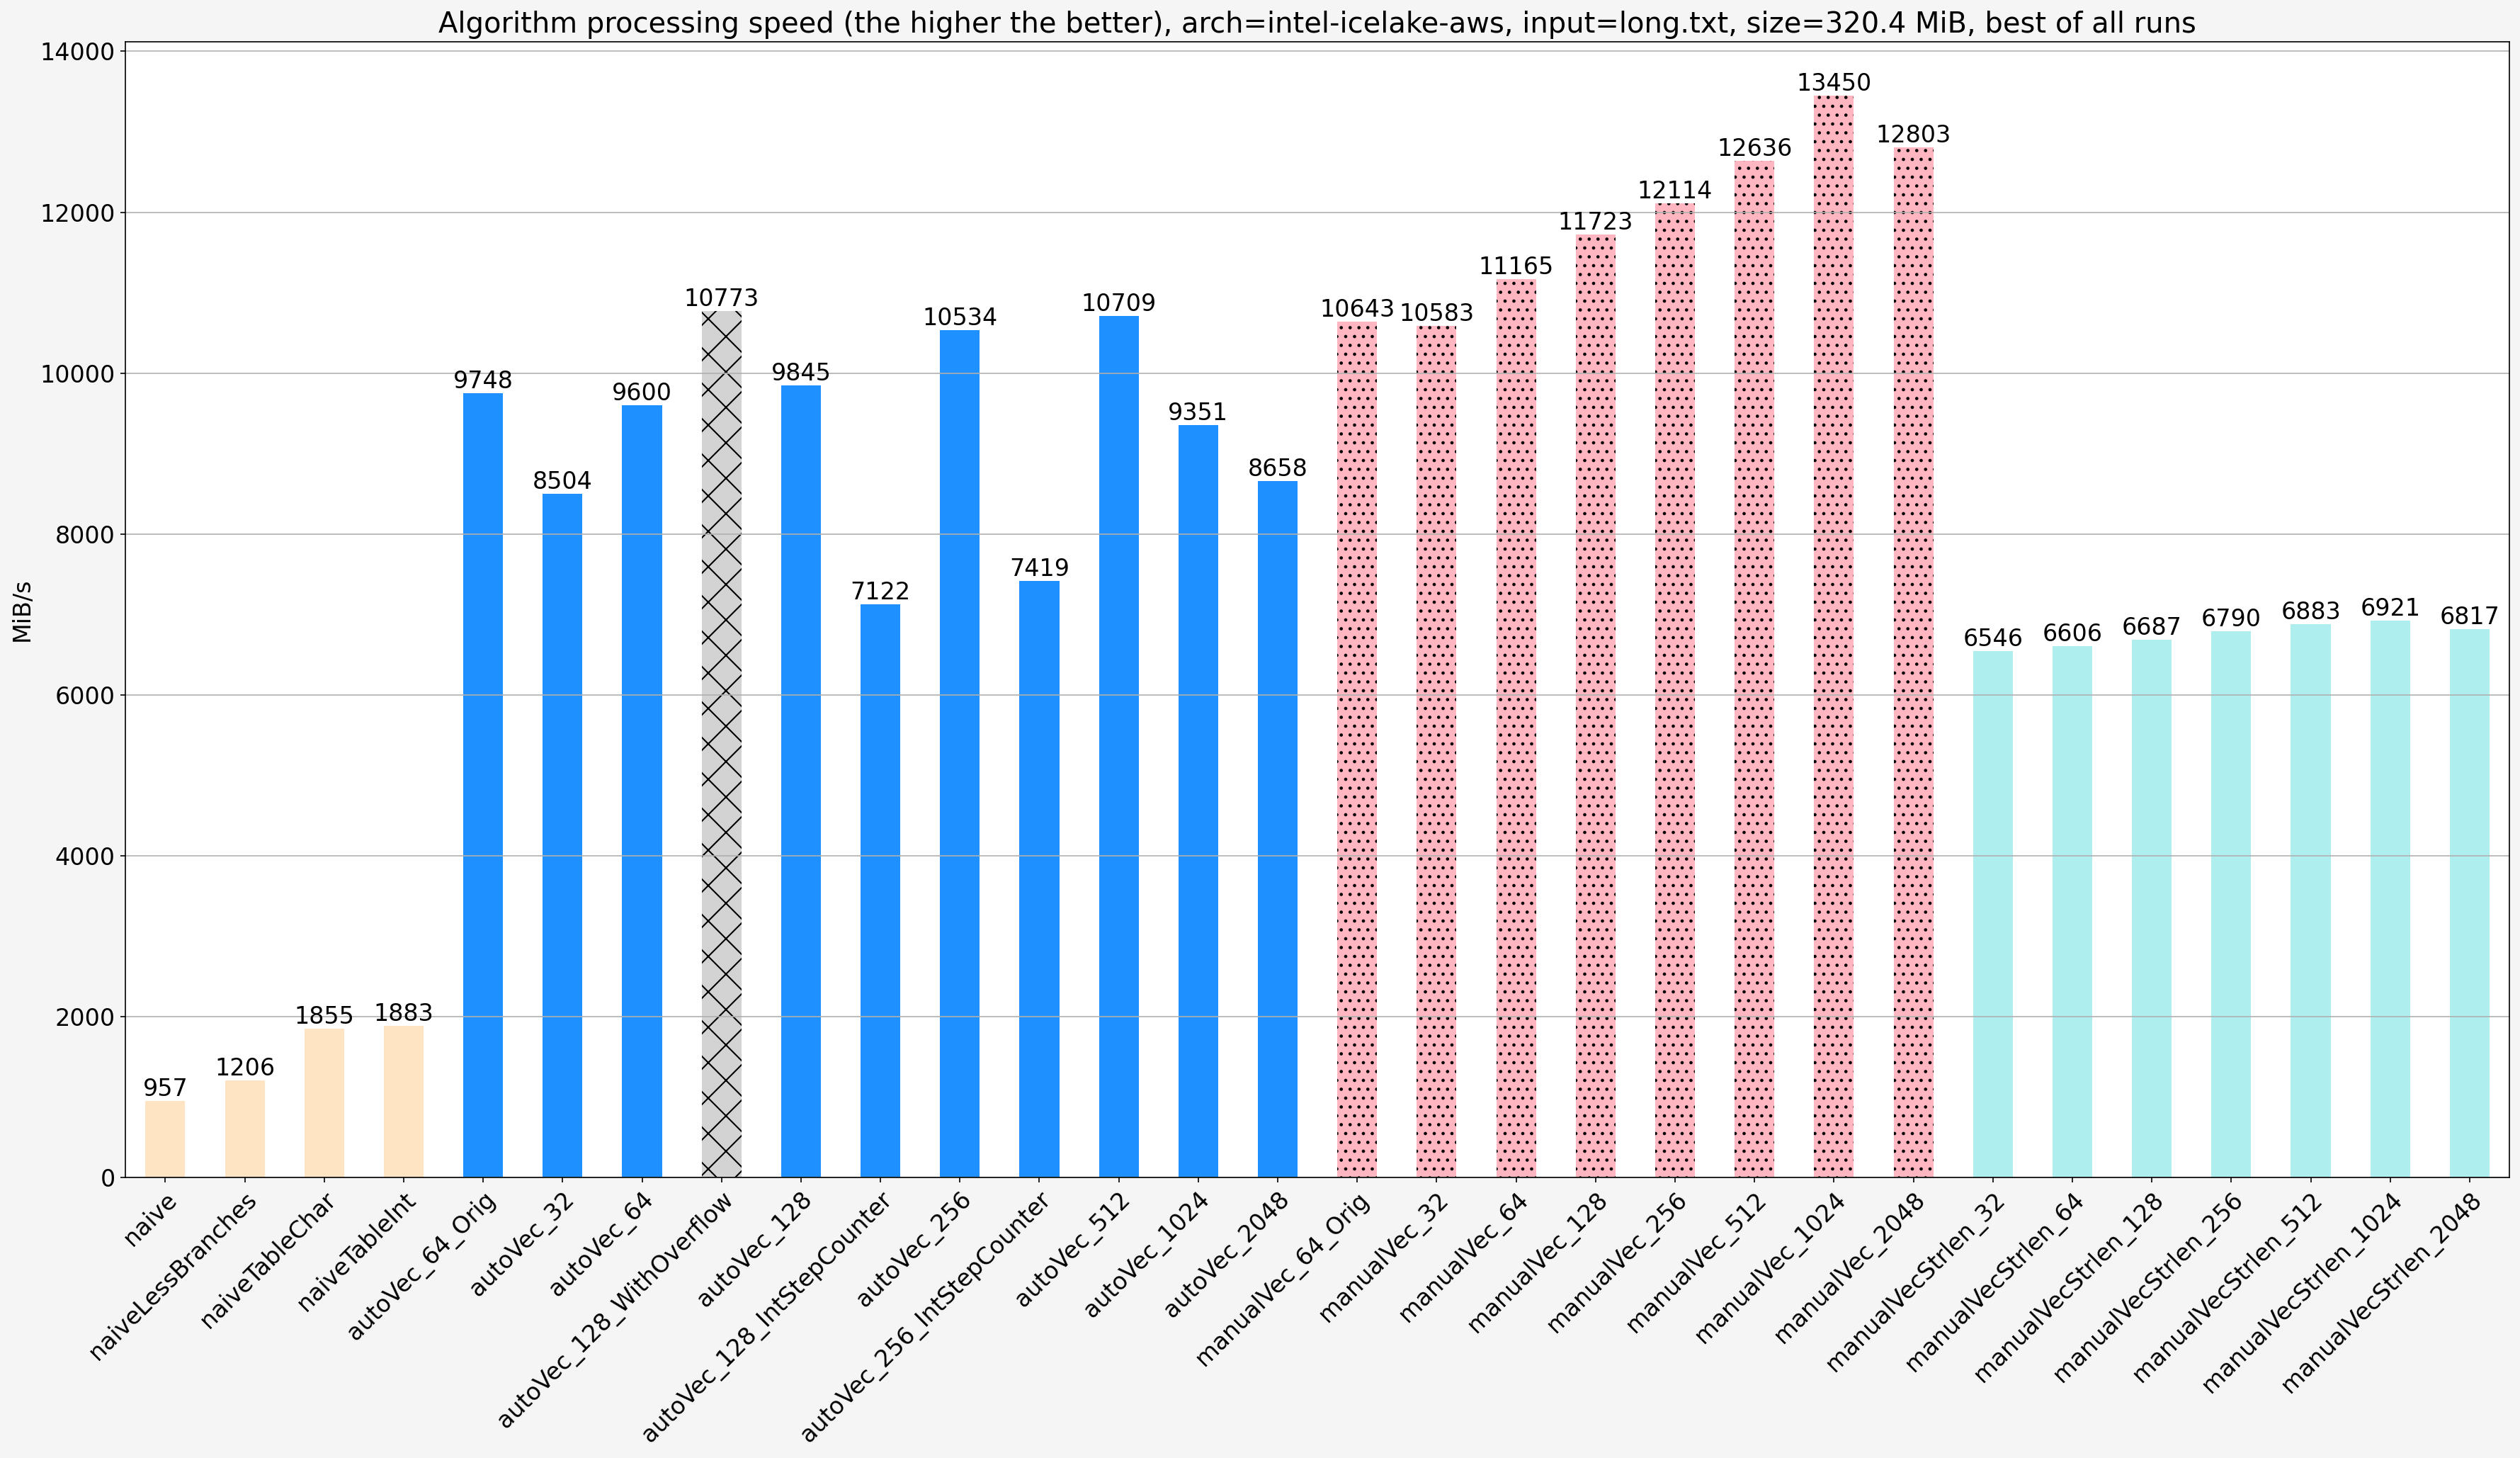 Algorithm processing speed (the higher the better), arch=intel-icelake-aws, input=long.txt, size=320.4 MiB, best of all runs
MiB/s
14000
12000
10000
8000
6000
4000
2000
0
957
1206
1855
1883
9748
8504
9600
10773
9845
7122
10534
7419
10709
9351
8658
10643
10583
11165
11723
12114
12636
13450
12803
6546
6606
6687
6790
6883
6921
6817
naive
naiveLessBranches
naiveTableChar
naiveTableInt
autoVec_64_Orig
autoVec_32
autoVec_64
autoVec_128_WithOverflow
autoVec_128
autoVec_128_IntStepCounter
autoVec_256
autoVec_256_IntStepCounter
autoVec_512
autoVec_1024
autoVec_2048
manualVec_64_Orig
manualVec_32
manualVec_64
manualVec_128
manualVec_256
manualVec_512
manualVec_1024
manualVec_2048
manualVecStrlen_32
manualVecStrlen_64
manualVecStrlen_128
manualVecStrlen_256
manualVecStrlen_512
manualVecStrlen_1024
manualVecStrlen_2048